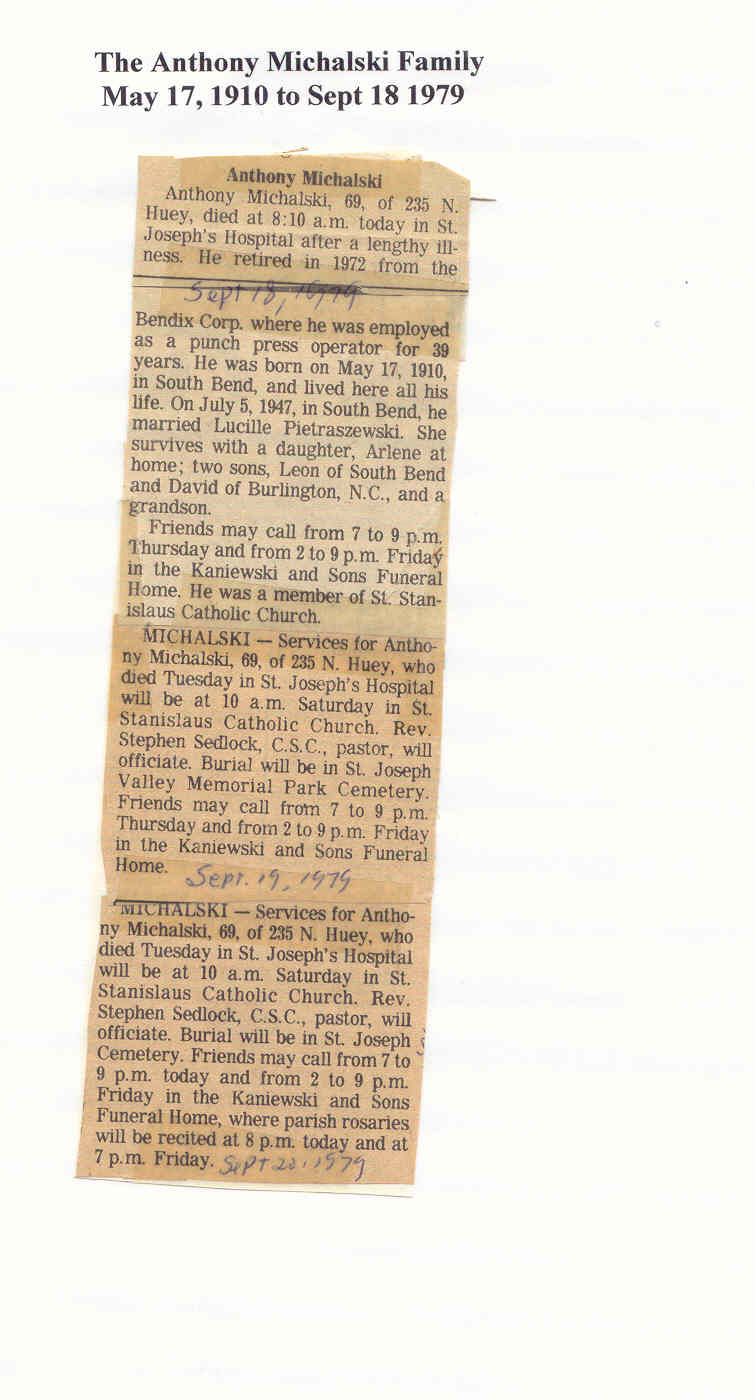 The Anthony Michalski Family
May 17, 1910 to Sept 18 1979
Anthony Michalski
Anthony Michalski, 69, of 235 N.
Huey, died at 8:10 a.m. today in St.
Joseph's Hospital after a lengthy ill-
ness. He retired in 1972 from the
Sept 18, 1979
Bendix Corp. where he was employed
as a punch press operator for 39
years. He was born on May 17, 1910,
in South Bend, and lived here all his
life. On July 5, 1947, in South Bend, he
married Lucille Pietraszewski. She
survives with a daughter, Arlene at
home; two sons, Leon of South Bend
and David of Burlington, N.C., and a
grandson.
Friends may call from 7 to 9 p.m.
Thursday and from 2 to 9 p.m. Friday
in the Kaniewski and Sons Funeral
Home. He was a member of St. Stan-
islaus Catholic Church.
MICHALSKI — Services for Antho-
ny Michalski, 69, of 235 N. Huey, who
died Tuesday in St. Joseph's Hospital
will be at 10 a.m. Saturday in St.
Stanislaus Catholic Church. Rev.
Stephen Sedlock, C.S.C., pastor, will
officiate. Burial will be in St. Joseph
Valley Memorial Park Cemetery.
Friends may call from 7 to 9 p.m.
Thursday and from 2 to 9 p.m. Friday
in the Kaniewski and Sons Funeral
Home. Sept. 19, 1979
MICHALSKI — Services for Antho-
ny Michalski, 69, of 235 N. Huey, who
died Tuesday in St. Joseph's Hospital
will be at 10 a.m. Saturday in St.
Stanislaus Catholic Church. Rev.
Stephen Sedlock, C.S.C., pastor, will
officiate. Burial will be in St. Joseph
Cemetery. Friends may call from 7 to
9 p.m. today and from 2 to 9 p.m.
Friday in the Kaniewski and Sons
Funeral Home, where parish rosaries
will be recited at 8 p.m. today and at
7 p.m. Friday. Sept 20, 1979